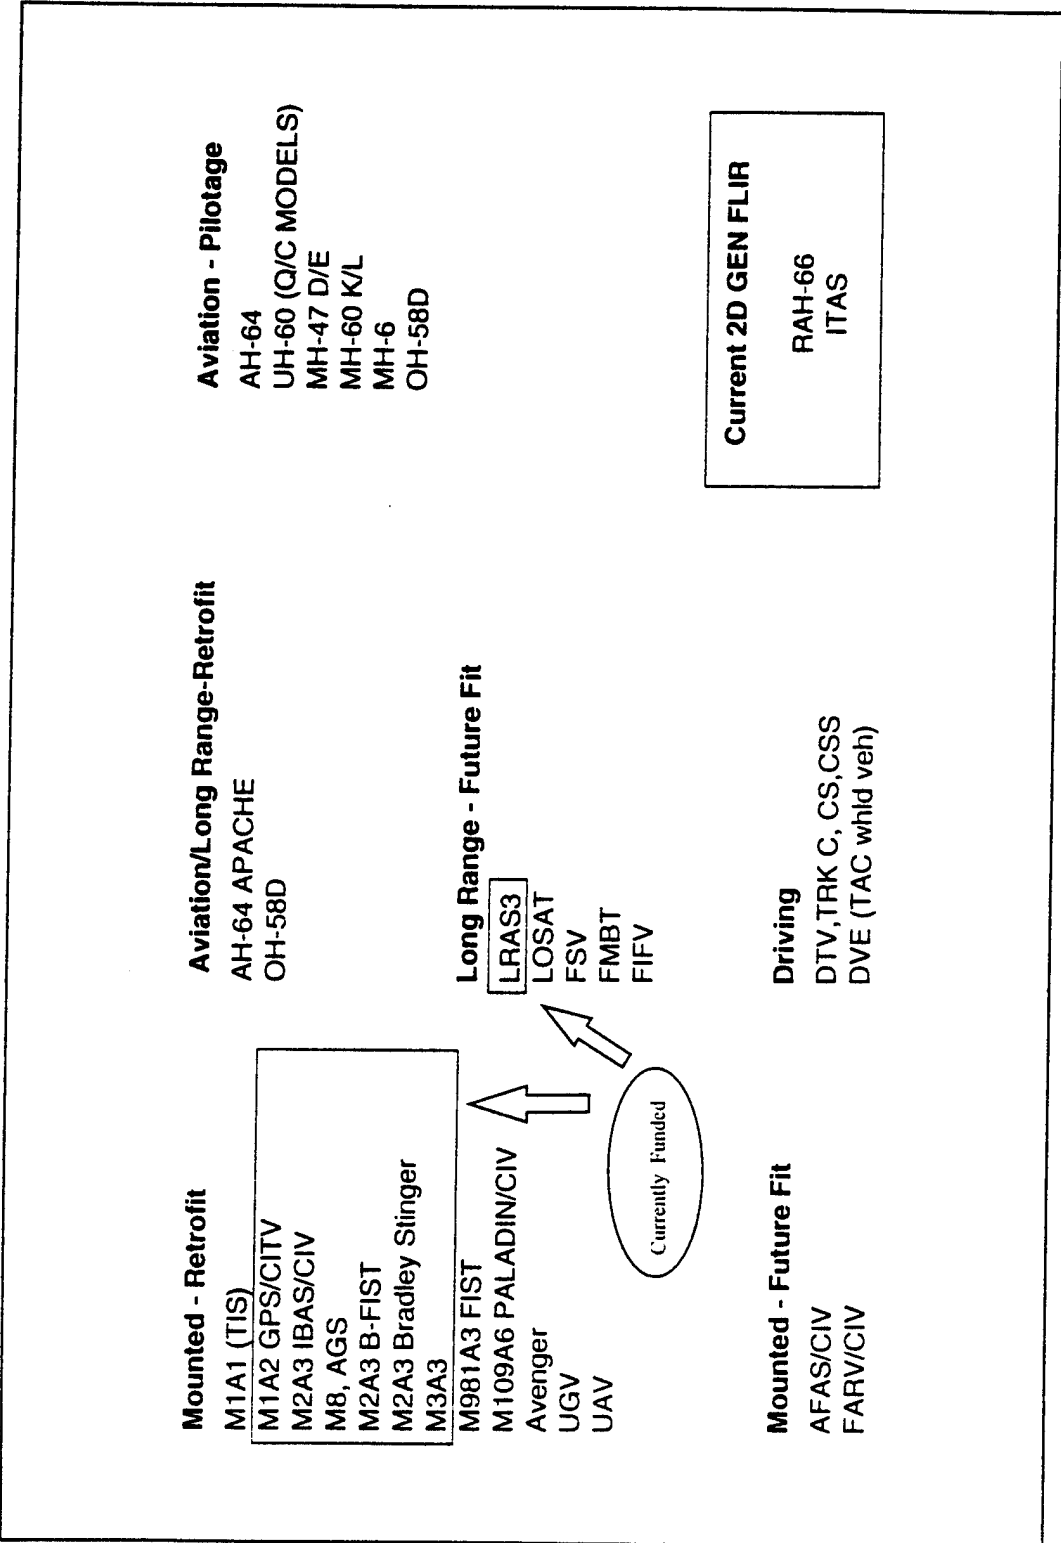 Mounted - Retrofit
M1A1 (TIS)
M1A2 GPS/CITV
M2A3 IBAS/CIV
M8, AGS
M2A3 B-FIST
M2A3 Bradley Stinger
M3A3
M981A3 FIST
M109A6 PALADIN/CIV
Avenger
UGV
UAV
Aviation/Long Range-Retrofit
AH-64 APACHE
OH-58D
Aviation - Pilotage
AH-64
UH-60 (Q/C MODELS)
MH-47 D/E
MH-60 K/L
MH-6
OH-58D
Long Range - Future Fit
LRAS3
LOSAT
FSV
FMBT
FIFV
Currently Funded
Mounted - Future Fit
AFAS/CIV
FARV/CIV
Driving
DTV,TRK C, CS,CSS
DVE (TAC whld veh)
Current 2D GEN FLIR
RAH-66
ITAS